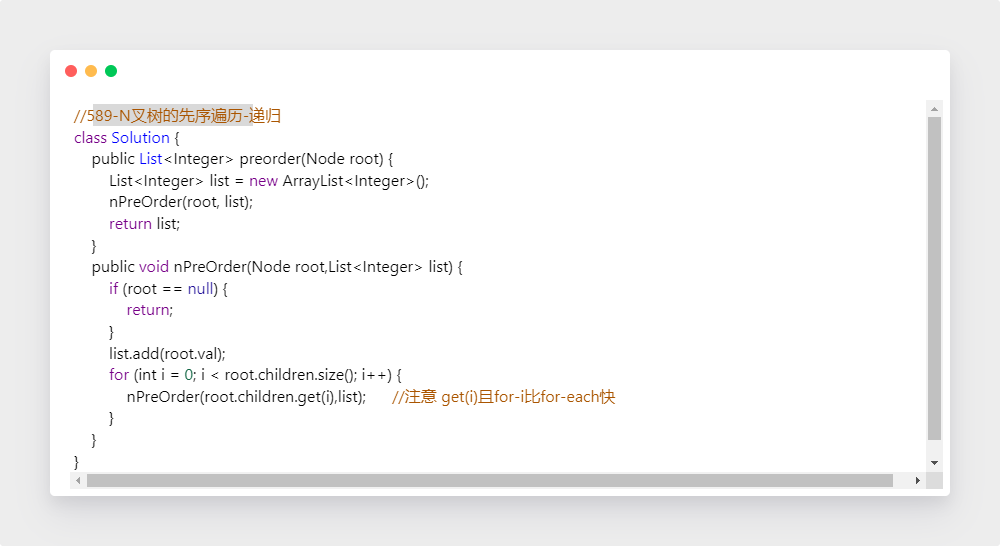 //589-N叉树的先序遍历-递归
class Solution {
    public List<Integer> preorder(Node root) {
        List<Integer> list = new ArrayList<Integer>();
        nPreOrder(root, list);
        return list;
    }
    public void nPreOrder(Node root,List<Integer> list) {
        if (root == null) {
            return;
        }
        list.add(root.val);
        for (int i = 0; i < root.children.size(); i++) {
            nPreOrder(root.children.get(i),list);      //注意 get(i)且for-i比for-each快
        }
    }
}